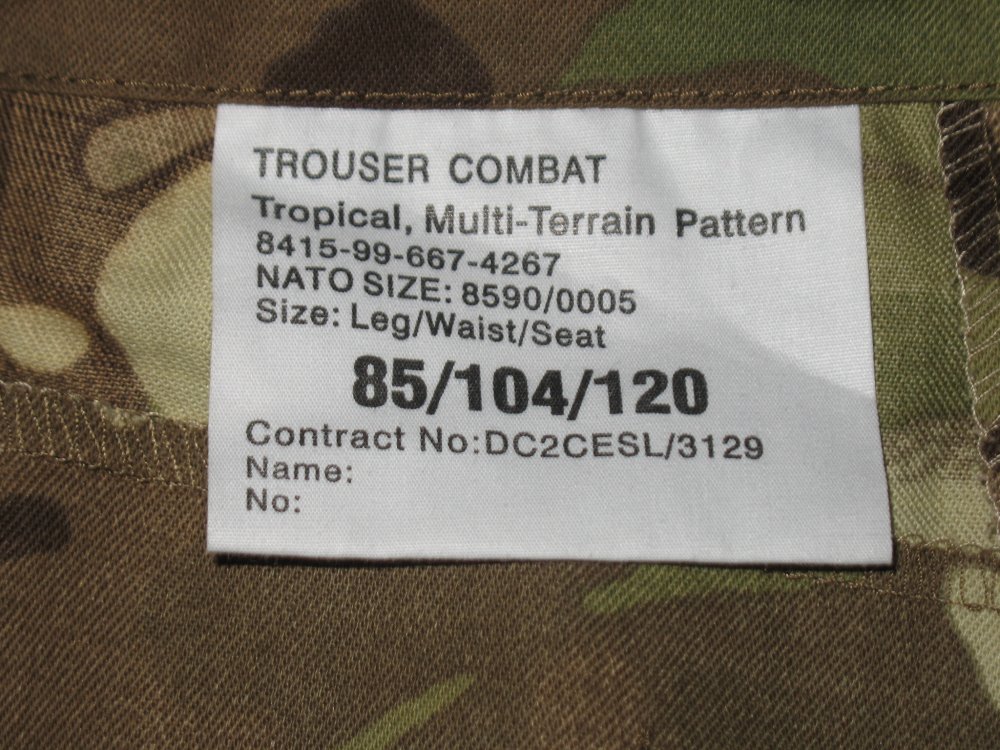 TROUSER COMBAT
Tropical, Multi-Terrain Pattern
8415-99-667-4267
NATO SIZE: 8590/0005
Size: Leg/Waist/Seat
85/104/120
Contract No:DC2CESL/3129
Name:
No: